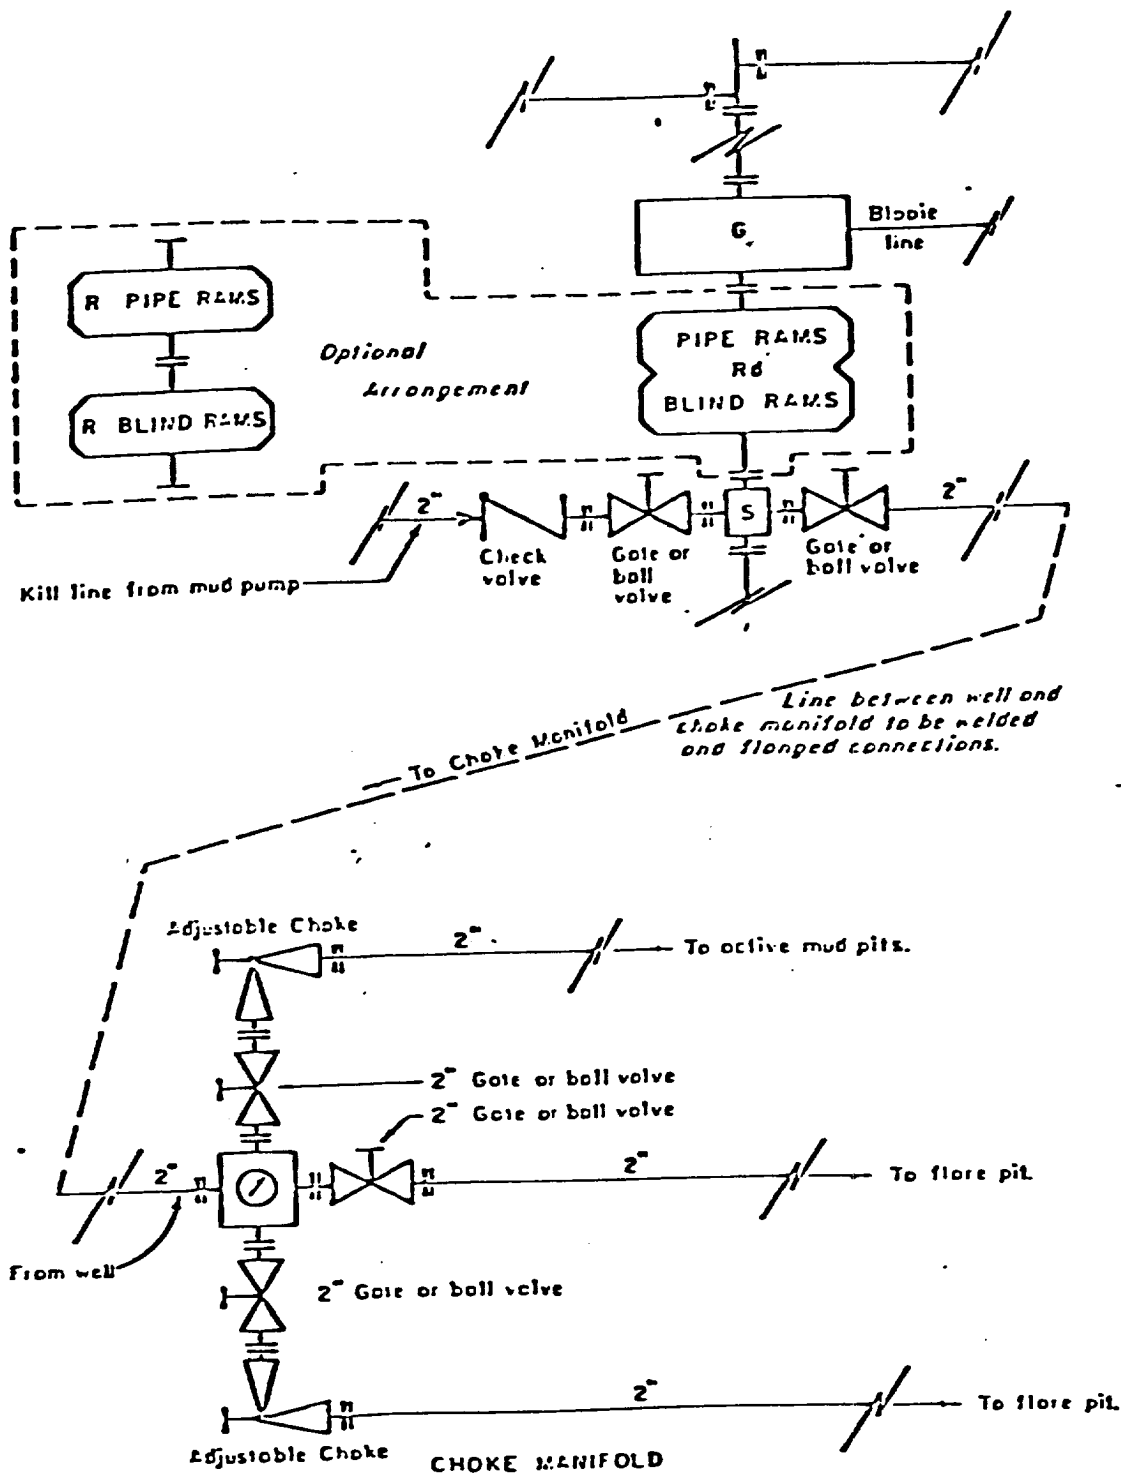 G
Blooie
line
R PIPE RAMS
R BLIND RAMS
Optional
Arrangement
PIPE RAMS
Rd
BLIND RAMS
2"
Check
valve
Gate or
ball
valve
S
Gate or
ball valve
2"
Kill line from mud pump
Line between well and
choke manifold to be welded
and flanged connections.
To Choke Manifold
Adjustable Choke
2"
To active mud pits.
2" Gate or ball valve
2" Gate or ball valve
2"
2"
To flare pit.
From well
2" Gate or ball valve
2"
To flare pit.
Adjustable Choke
CHOKE MANIFOLD